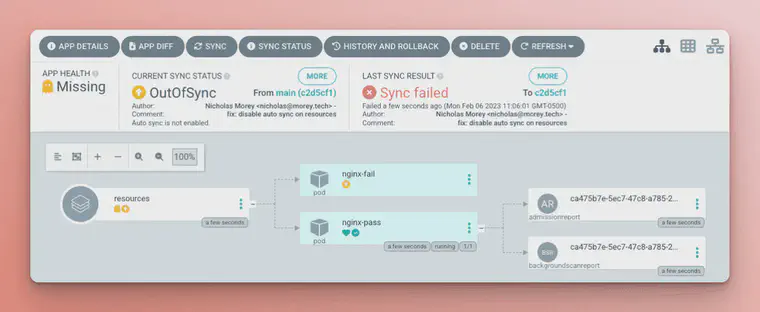 APP DETAILS
APP DIFF
SYNC
SYNC STATUS
HISTORY AND ROLLBACK
DELETE
REFRESH
APP HEALTH
Missing
CURRENT SYNC STATUS
MORE
OutOfSync
From main (c2d5cf1)
Author: Nicholas Morey <nicholas@morey.tech> -
Comment: fix: disable auto sync on resources
Auto sync is not enabled.
LAST SYNC RESULT
MORE
Sync failed
To c2d5cf1
Failed a few seconds ago (Mon Feb 06 2023 11:06:01 GMT-0500)
Author: Nicholas Morey <nicholas@morey.tech> -
Comment: fix: disable auto sync on resources
100%
resources
a few seconds
nginx-fail
pod
nginx-pass
pod
a few seconds
running
1/1
AR
ca475b7e-5ec7-47c8-a785-2...
admissionreport
a few seconds
BSR
ca475b7e-5ec7-47c8-a785-2...
backgroundscanreport
a few seconds